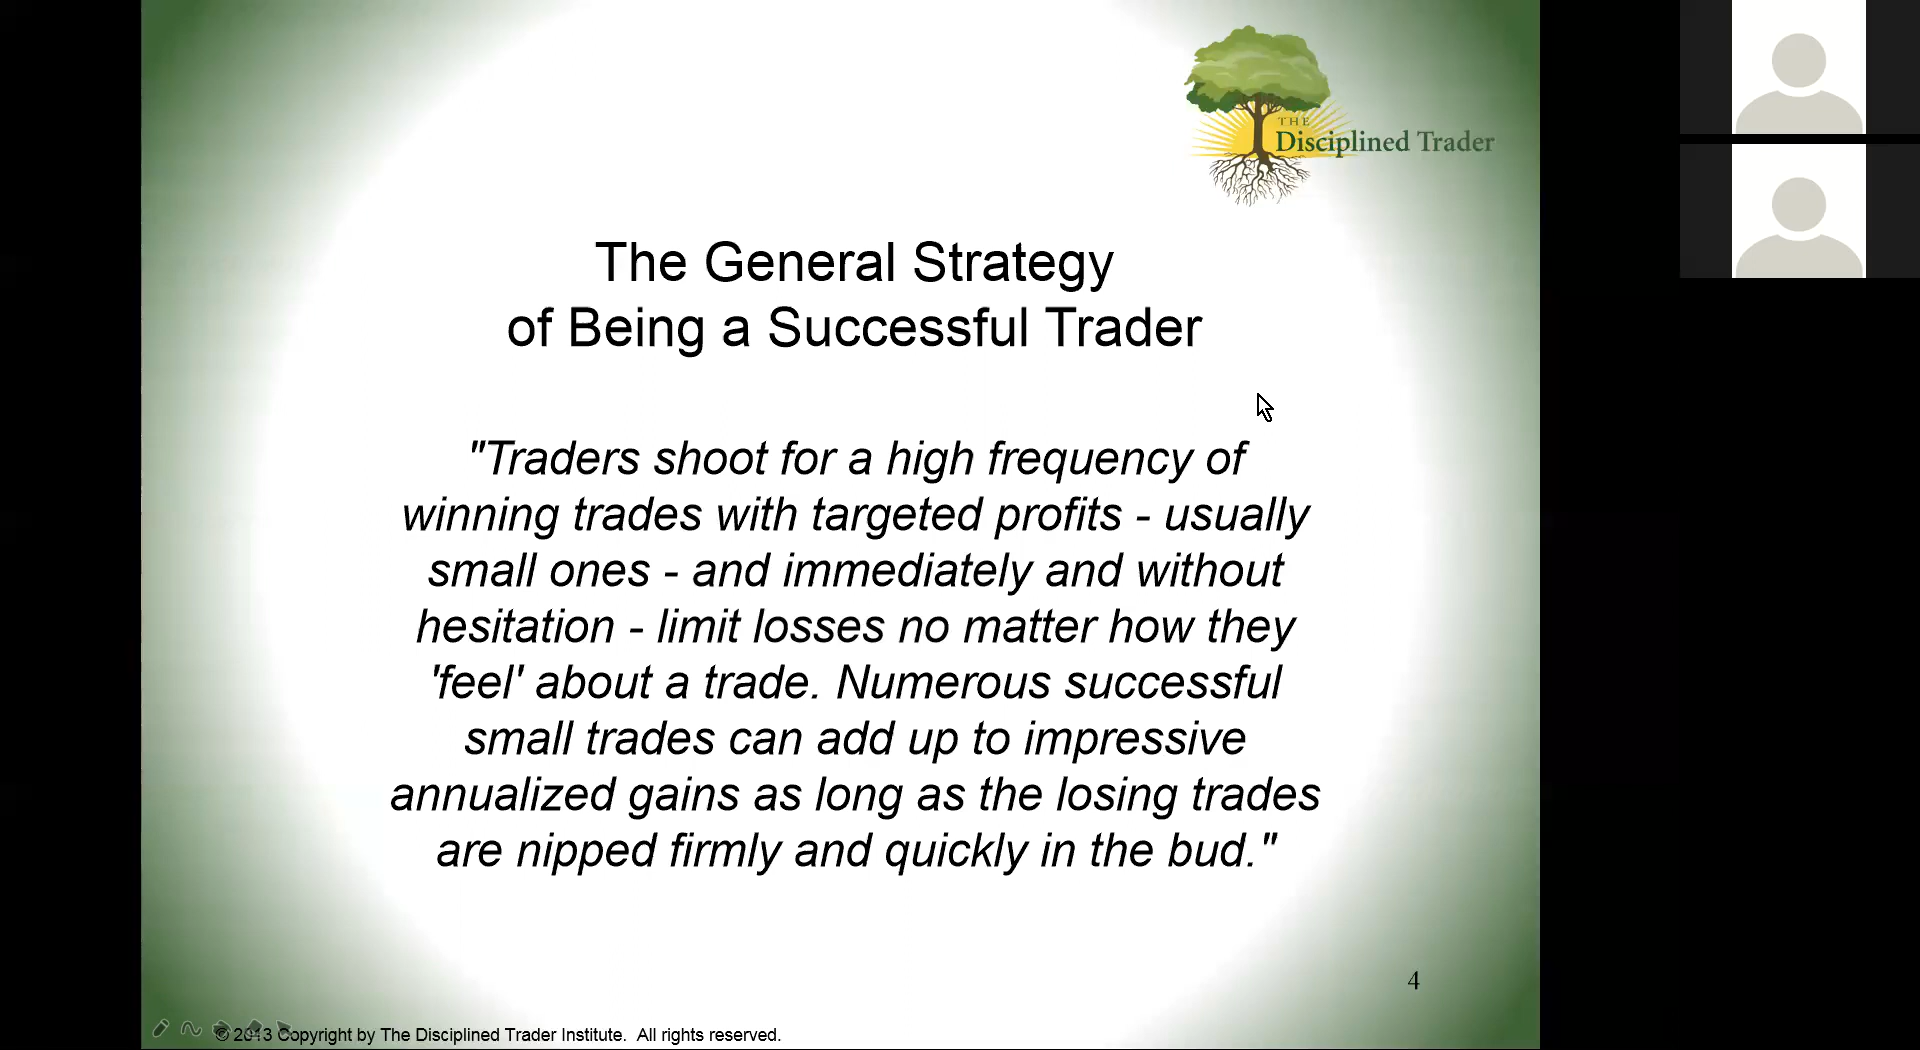 THE
Disciplined Trader
The General Strategy
of Being a Successful Trader
"Traders shoot for a high frequency of
winning trades with targeted profits - usually
small ones - and immediately and without
hesitation - limit losses no matter how they
'feel' about a trade. Numerous successful
small trades can add up to impressive
annualized gains as long as the losing trades
are nipped firmly and quickly in the bud."
4
© 2013 Copyright by The Disciplined Trader Institute.  All rights reserved.